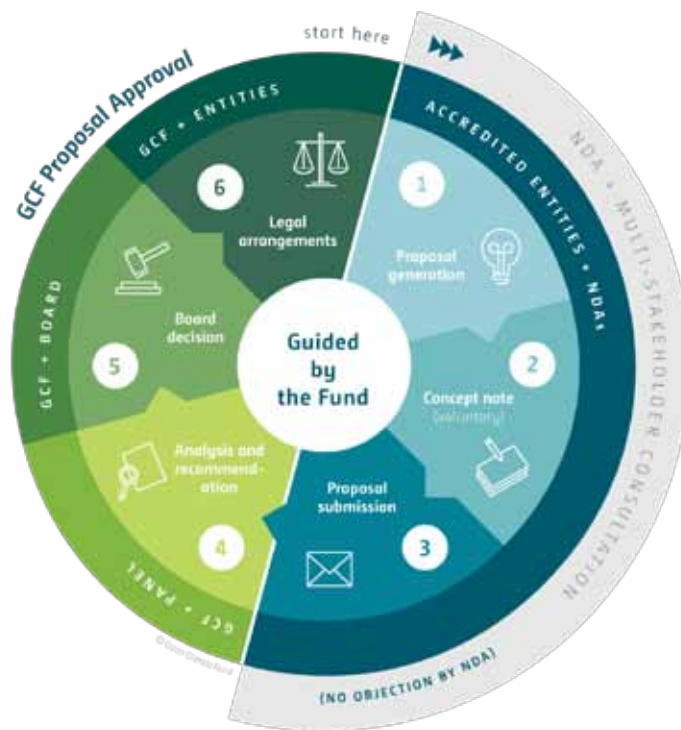 start here
GCF Proposal Approval
NDA + MULTI-STAKEHOLDER CONSULTATION
ACCREDITED ENTITIES + NDAs
1
Proposal
generation
2
Concept note
(voluntary)
3
Proposal
submission
(NO OBJECTION BY NDA)
GCF + PANEL
4
Analysis and
recommend-
ation
GCF + BOARD
5
Board
decision
GCF + ENTITIES
6
Legal
arrangements
Guided
by
the Fund